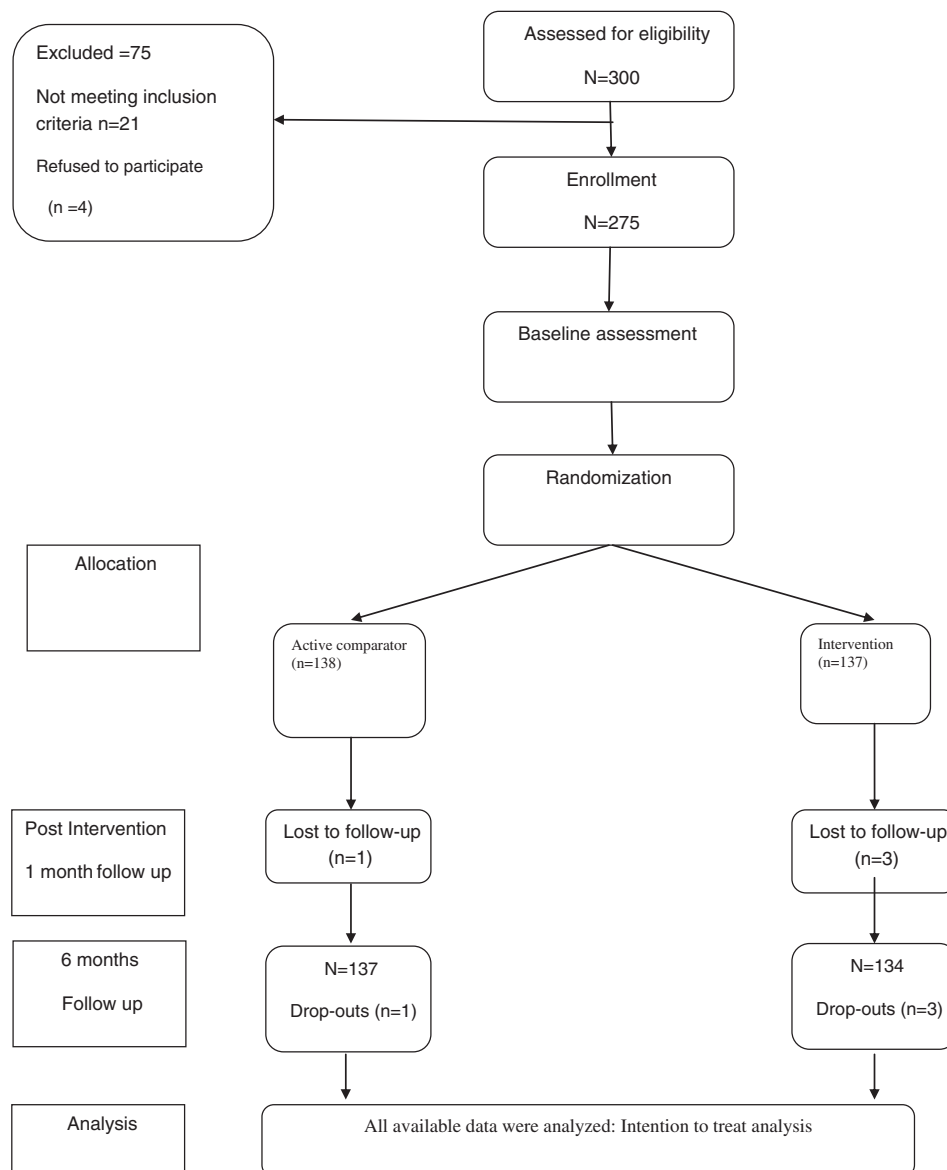 Assessed for eligibility
N=300
Excluded =75
Not meeting inclusion
criteria n=21
Refused to participate
(n =4)
Enrollment
N=275
Baseline assessment
Randomization
Allocation
Active comparator
(n=138)
Intervention
(n=137)
Post Intervention
1 month follow up
Lost to follow-up
(n=1)
Lost to follow-up
(n=3)
6 months
Follow up
N=137
Drop-outs (n=1)
N=134
Drop-outs (n=3)
Analysis
All available data were analyzed: Intention to treat analysis